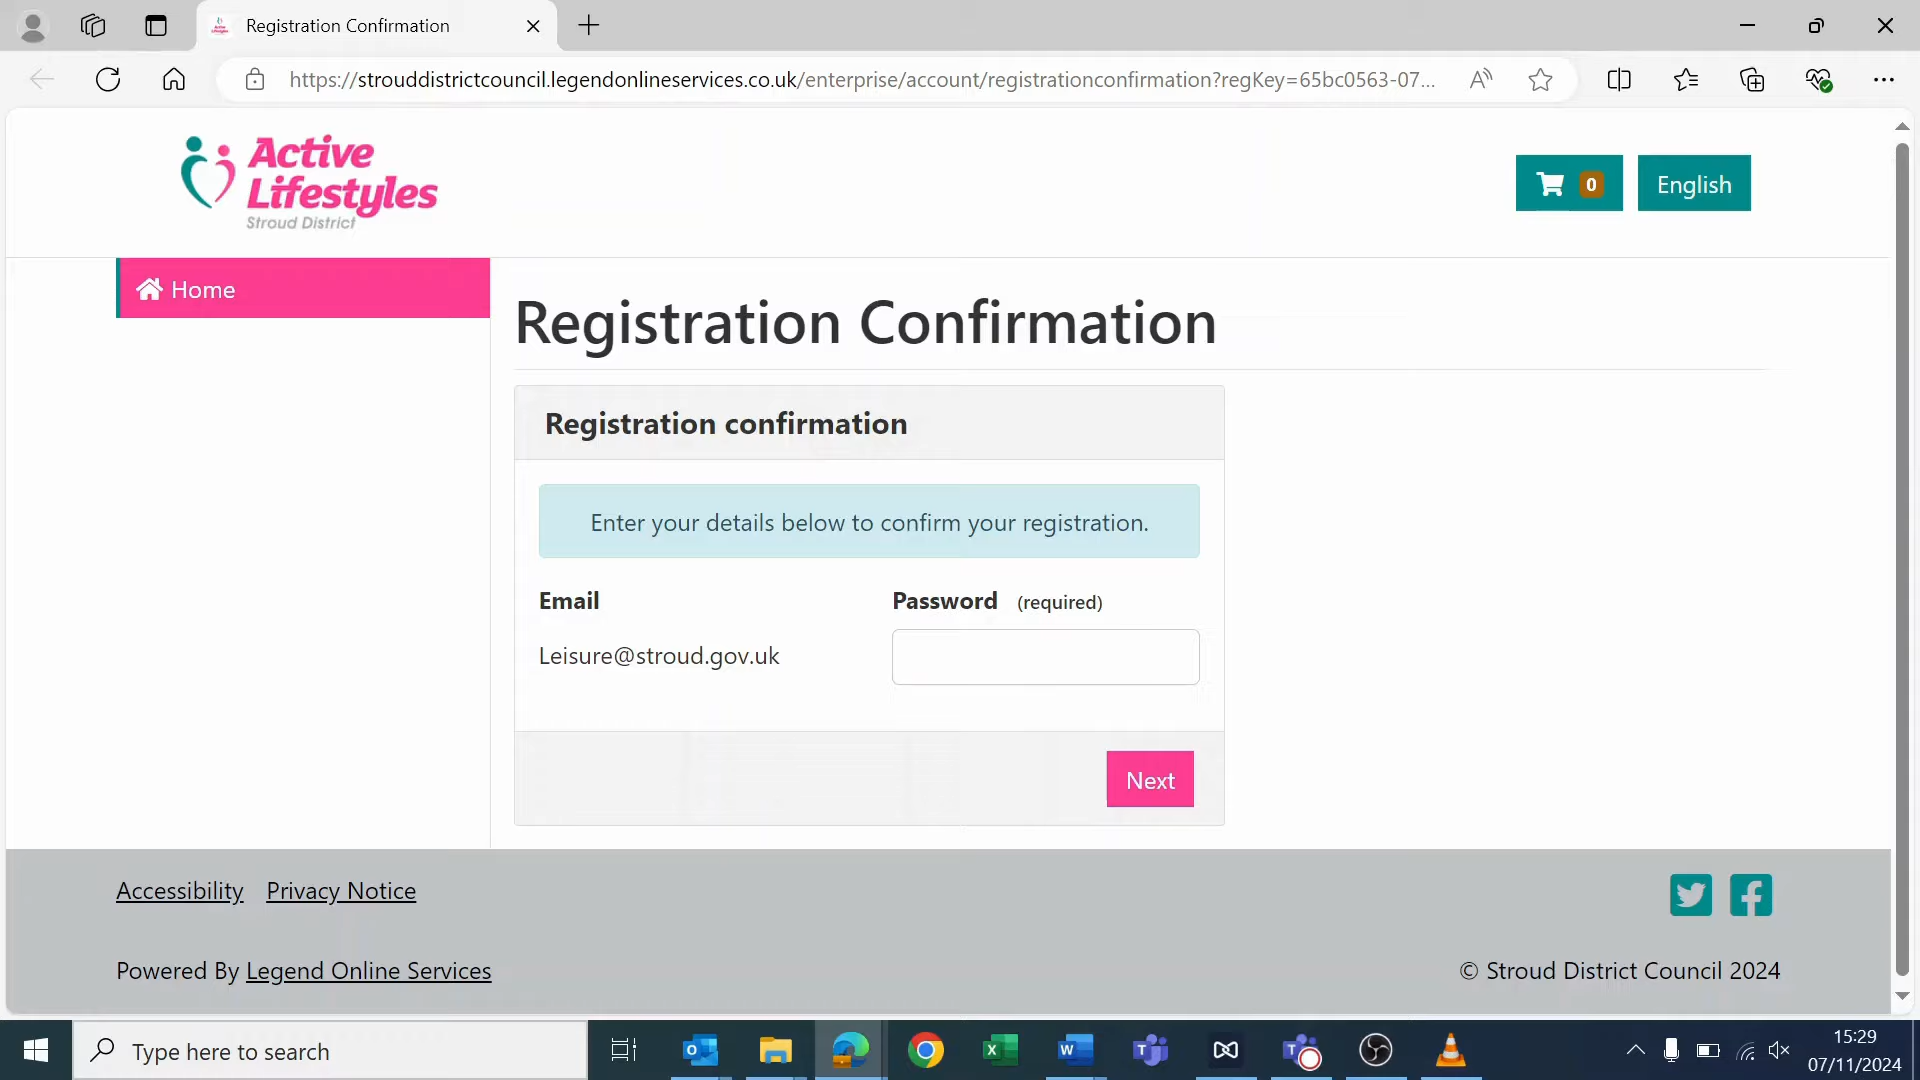 Registration Confirmation
https://strouddistrictcouncil.legendonlineservices.co.uk/enterprise/account/registrationconfirmation?regKey=65bc0563-07...
Active
Lifestyles
Stroud District
0
English
Home
Registration Confirmation
Registration confirmation
Enter your details below to confirm your registration.
Email
Password (required)
Leisure@stroud.gov.uk
Next
Accessibility Privacy Notice
Powered By Legend Online Services
© Stroud District Council 2024
Type here to search
15:29
07/11/2024